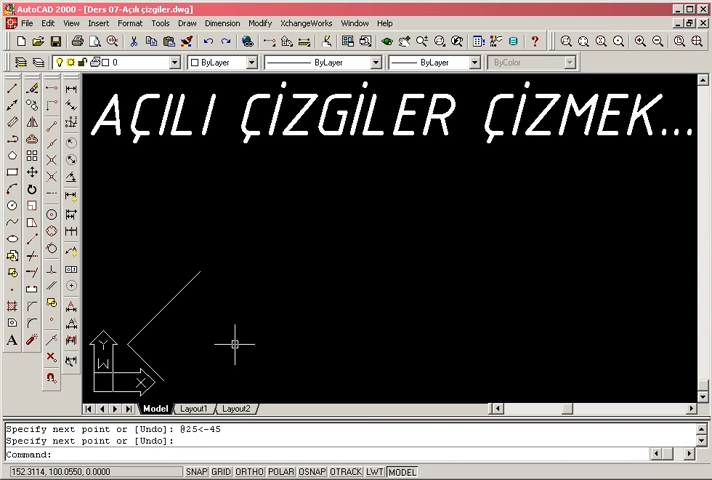 AutoCAD 2000 - [Ders 07-Açılı çizgiler.dwg]
File Edit View Insert Format Tools Draw Dimension Modify XchangeWorks Window Help
0 ByLayer ByLayer ByLayer ByColor
AÇILI ÇİZGİLER ÇİZMEK...
Y
W
X
Model Layout1 Layout2
Specify next point or [Undo]: @25<-45
Specify next point or [Undo]:
Command:
152.3114, 100.0550, 0.0000 SNAP GRID ORTHO POLAR OSNAP OTRACK LWT MODEL